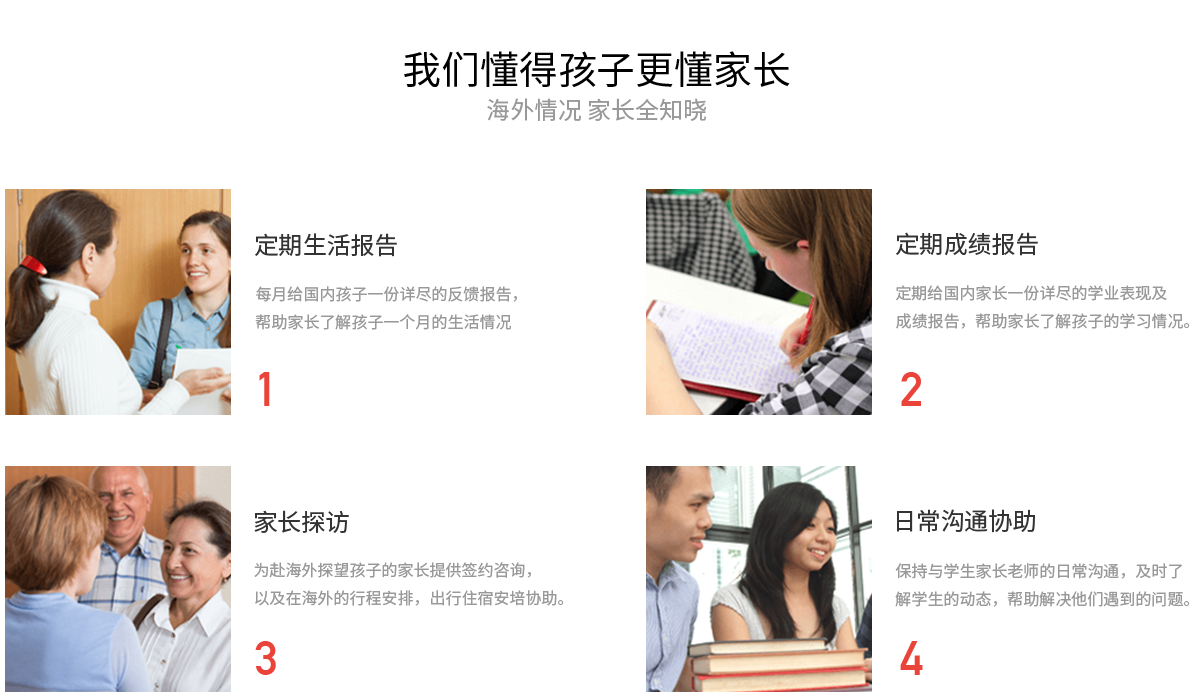 我们懂得孩子更懂家长
海外情况 家长全知晓
定期生活报告
每月给国内孩子一份详尽的反馈报告，
帮助家长了解孩子一个月的生活情况
1
定期成绩报告
定期给国内家长一份详尽的学业表现及
成绩报告，帮助家长了解孩子的学习情况。
2
家长探访
为赴海外探望孩子的家长提供签约咨询，
以及在海外的行程安排，出行住宿安培协助。
3
日常沟通协助
保持与学生家长老师的日常沟通，及时了
解学生的动态，帮助解决他们遇到的问题。
4